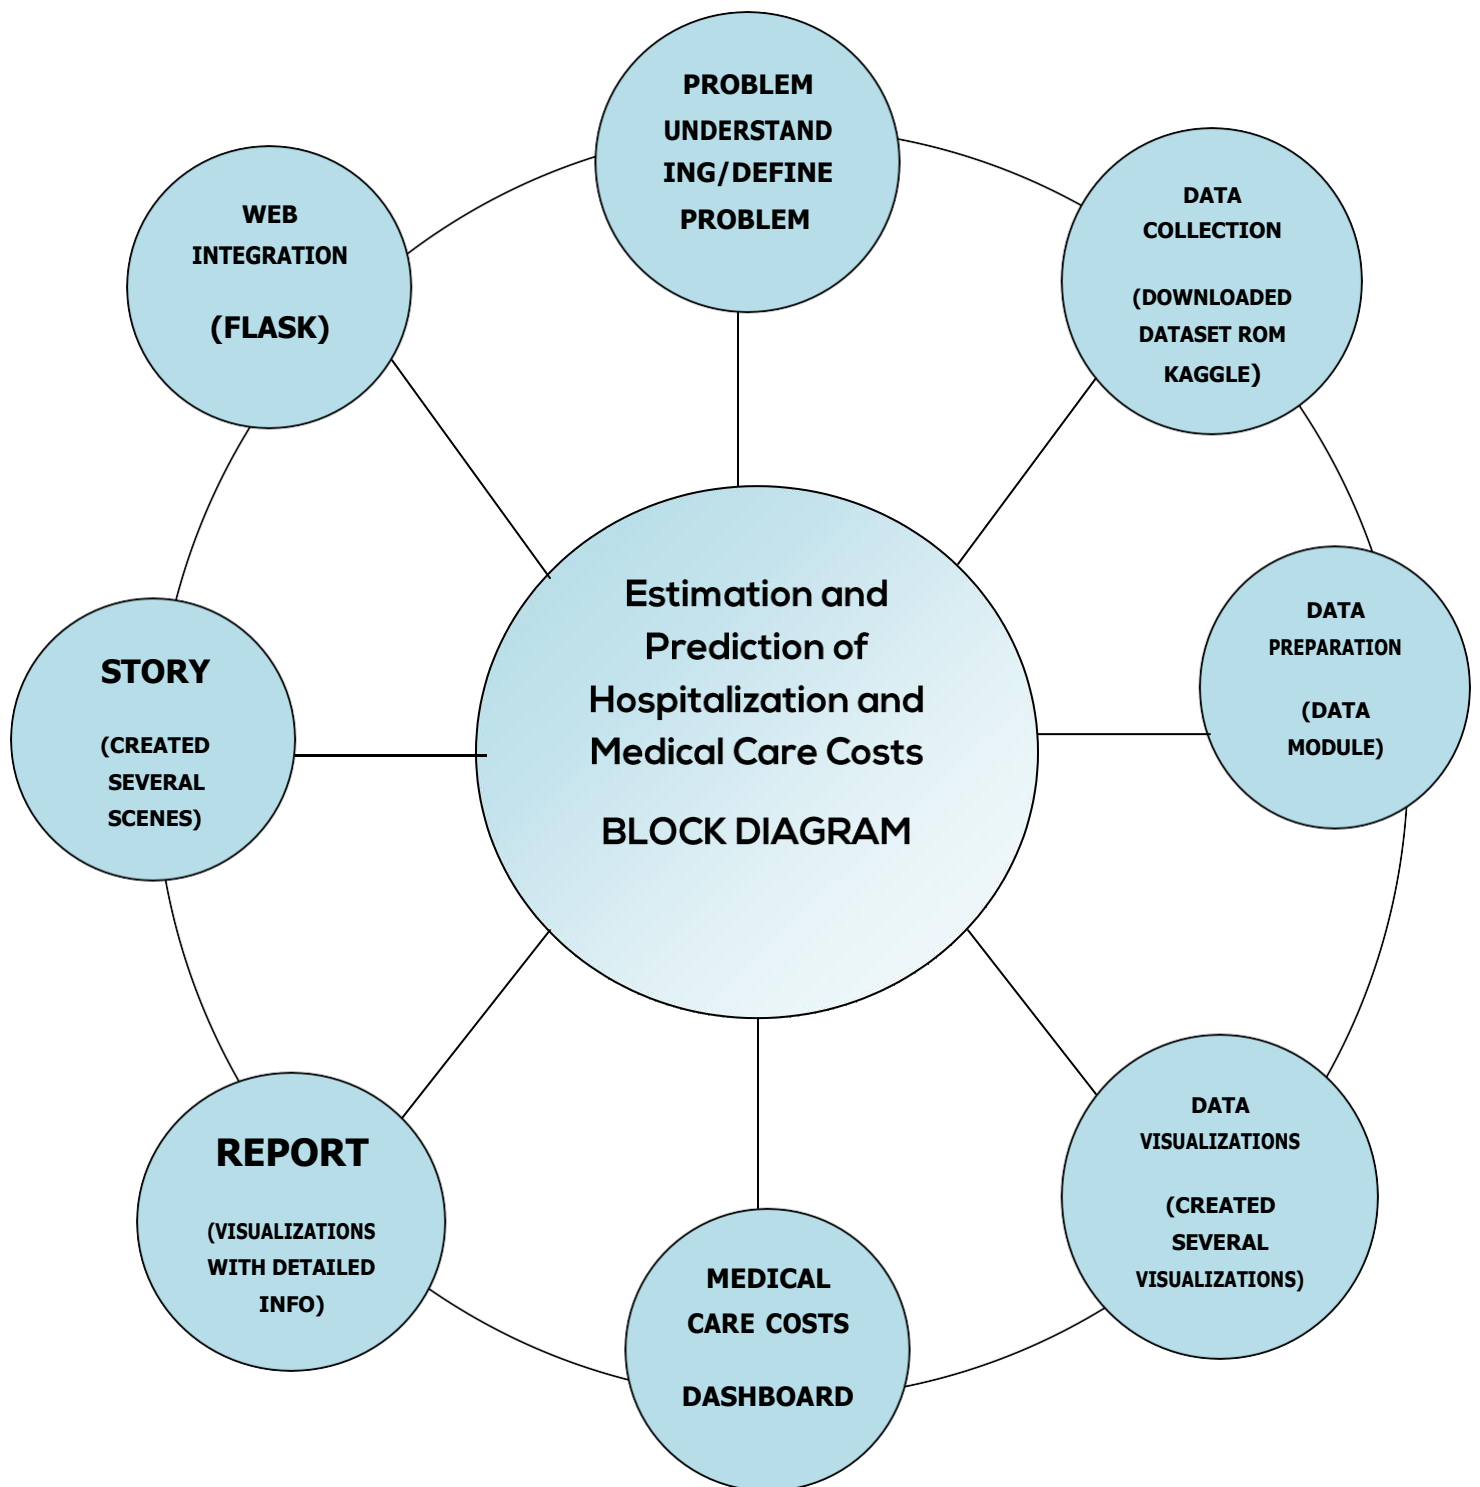 PROBLEM
UNDERSTAND
ING/DEFINE
PROBLEM
DATA
COLLECTION
(DOWNLOADED
DATASET ROM
KAGGLE)
DATA
PREPARATION
(DATA
MODULE)
DATA
VISUALIZATIONS
(CREATED
SEVERAL
VISUALIZATIONS)
MEDICAL
CARE COSTS
DASHBOARD
REPORT
(VISUALIZATIONS
WITH DETAILED
INFO)
STORY
(CREATED
SEVERAL
SCENES)
WEB
INTEGRATION
(FLASK)
Estimation and
Prediction of
Hospitalization and
Medical Care Costs
BLOCK DIAGRAM